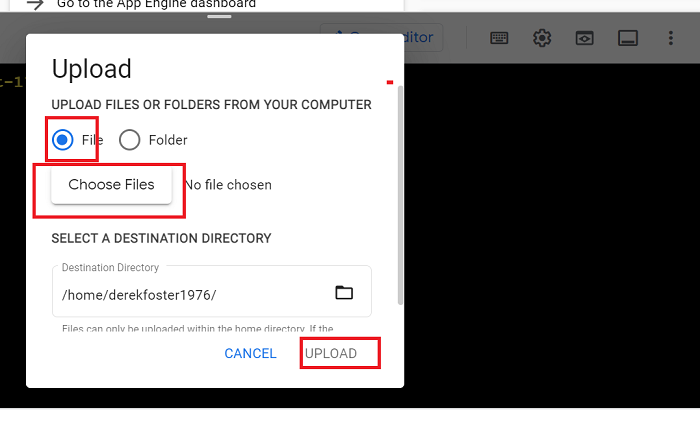 Go to the App Engine dashboard
Upload
UPLOAD FILES OR FOLDERS FROM YOUR COMPUTER
File Folder
Choose Files No file chosen
SELECT A DESTINATION DIRECTORY
Destination Directory
/home/derekfoster1976/
Files can only be uploaded within the home directory. If the
CANCEL UPLOAD